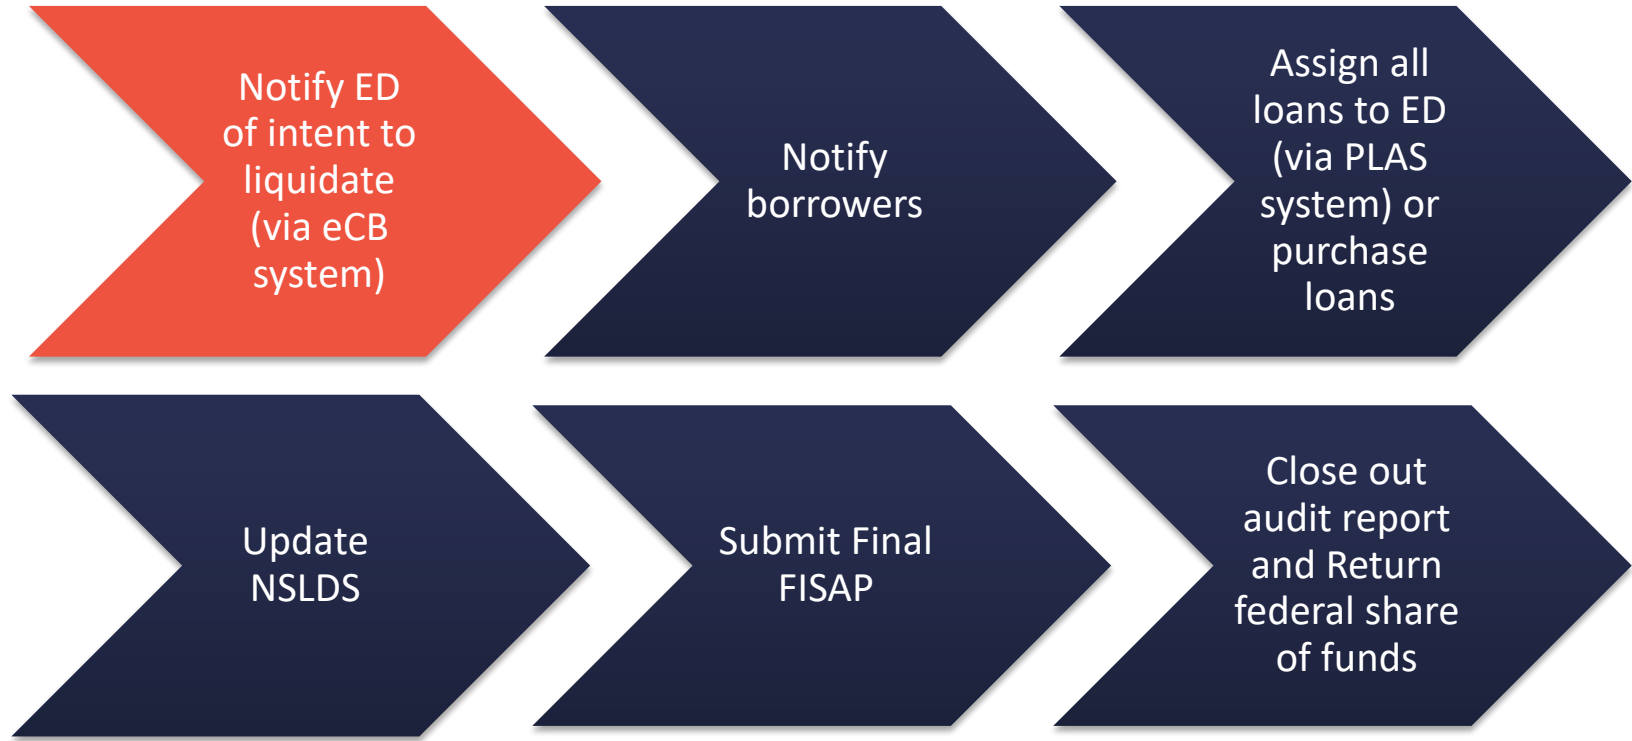 Notify ED
of intent to
liquidate
(via eCB
system)
Notify
borrowers
Assign all
loans to ED
(via PLAS
system) or
purchase
loans
Update
NSLDS
Submit Final
FISAP
Close out
audit report
and Return
federal share
of funds